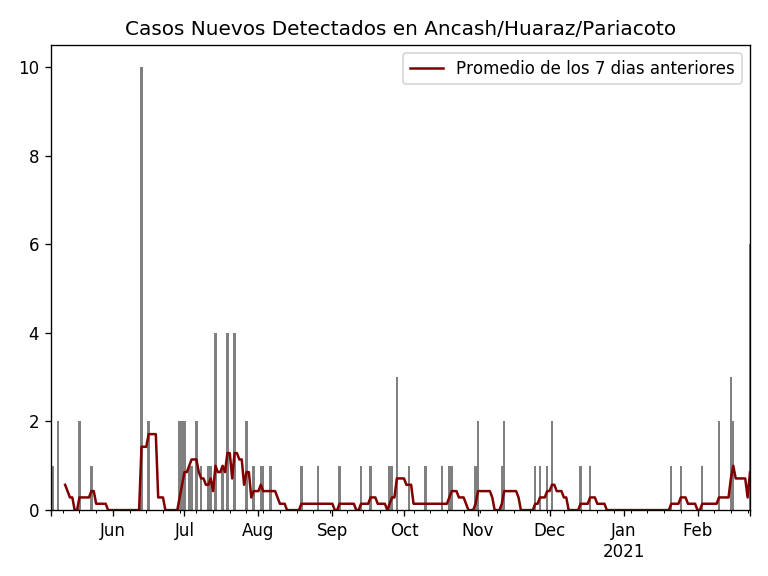 Casos Nuevos Detectados en Ancash/Huaraz/Pariacoto
Promedio de los 7 dias anteriores
10
8
6
4
2
0
Jun Jul Aug Sep Oct Nov Dec Jan Feb
2021